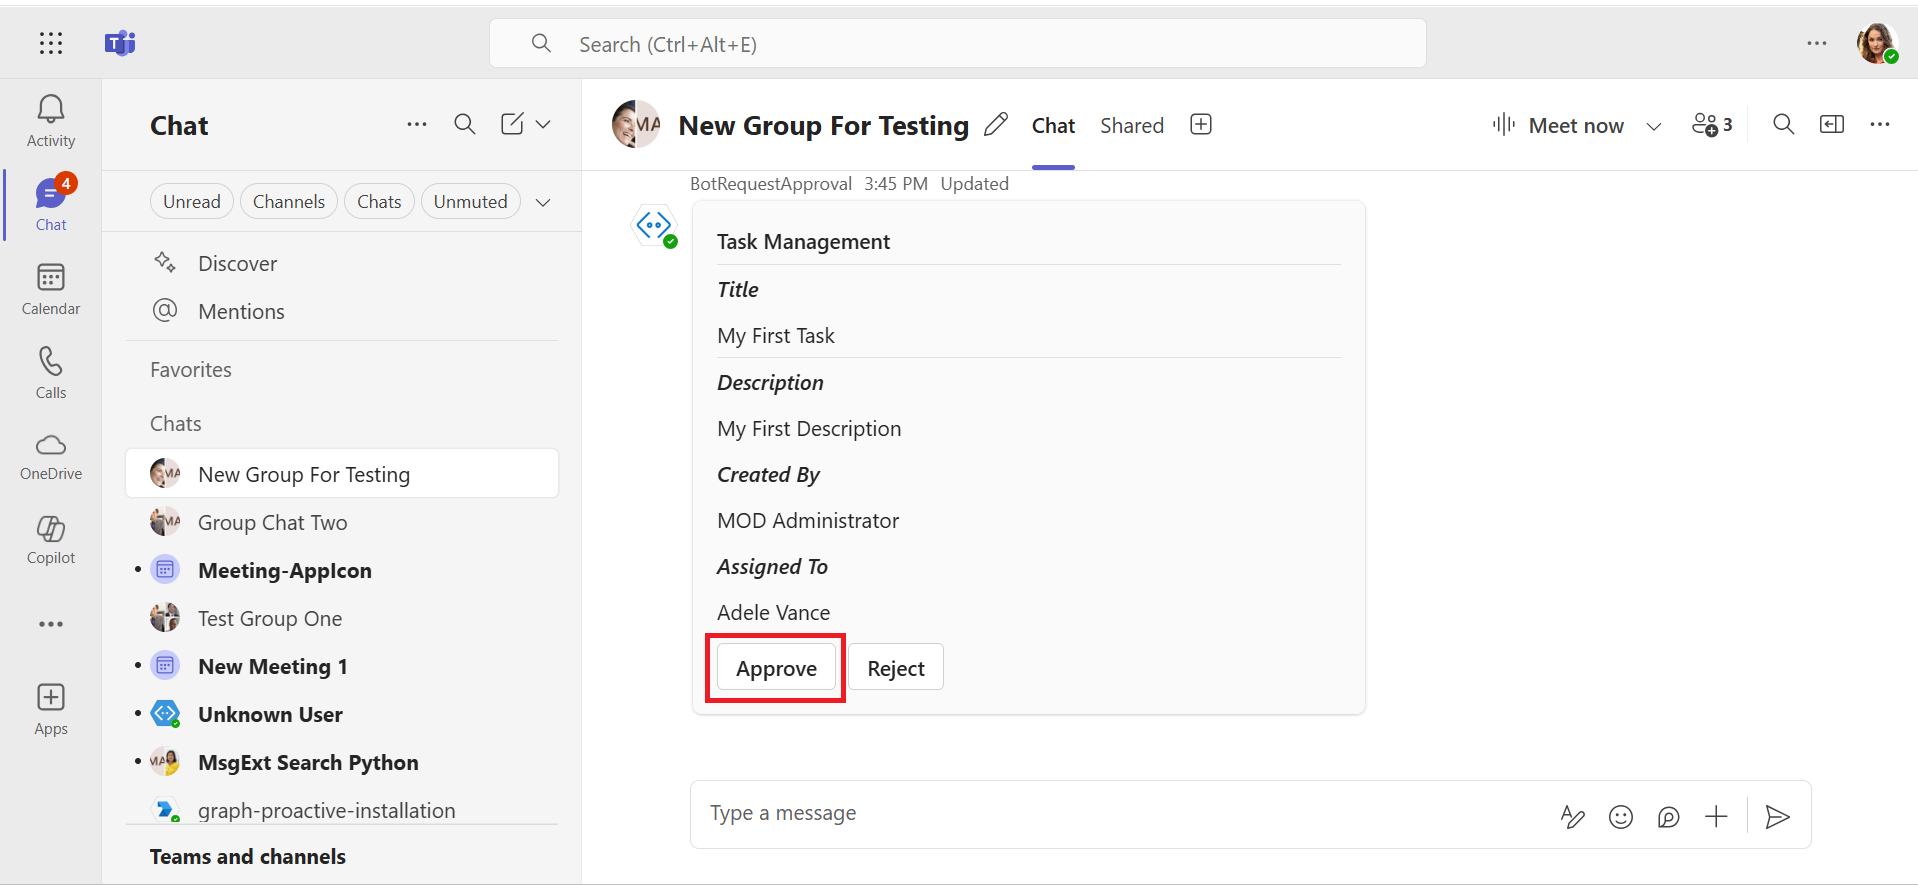 Search (Ctrl+Alt+E)
Activity
4
Chat
Calendar
Calls
OneDrive
Copilot
Apps
Chat
Unread
Channels
Chats
Unmuted
Discover
Mentions
Favorites
Chats
New Group For Testing
Group Chat Two
Meeting-AppIcon
Test Group One
New Meeting 1
Unknown User
MsgExt Search Python
graph-proactive-installation
Teams and channels
MA New Group For Testing
Chat
Shared
Meet now
3
BotRequestApproval 3:45 PM Updated
Task Management
Title
My First Task
Description
My First Description
Created By
MOD Administrator
Assigned To
Adele Vance
Approve
Reject
Type a message